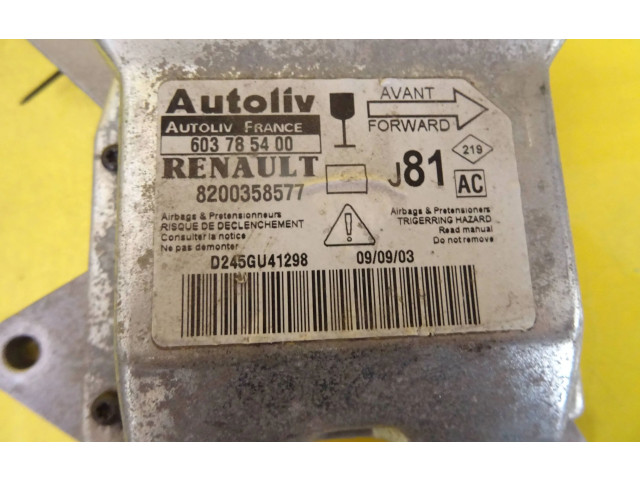 Autoliv
AUTOLIV FRANCE
603 78 54 00
RENAULT
8200358577
AVANT
FORWARD
J81
219
AC
Airbags & Pretensionneurs
RISQUE DE DECLENCHEMENT
Consulter la notice
Ne pas demonter
Airbags & Pretensioners
TRIGERRING HAZARD
Read manual
Do not remove
D245GU41298
09/09/03